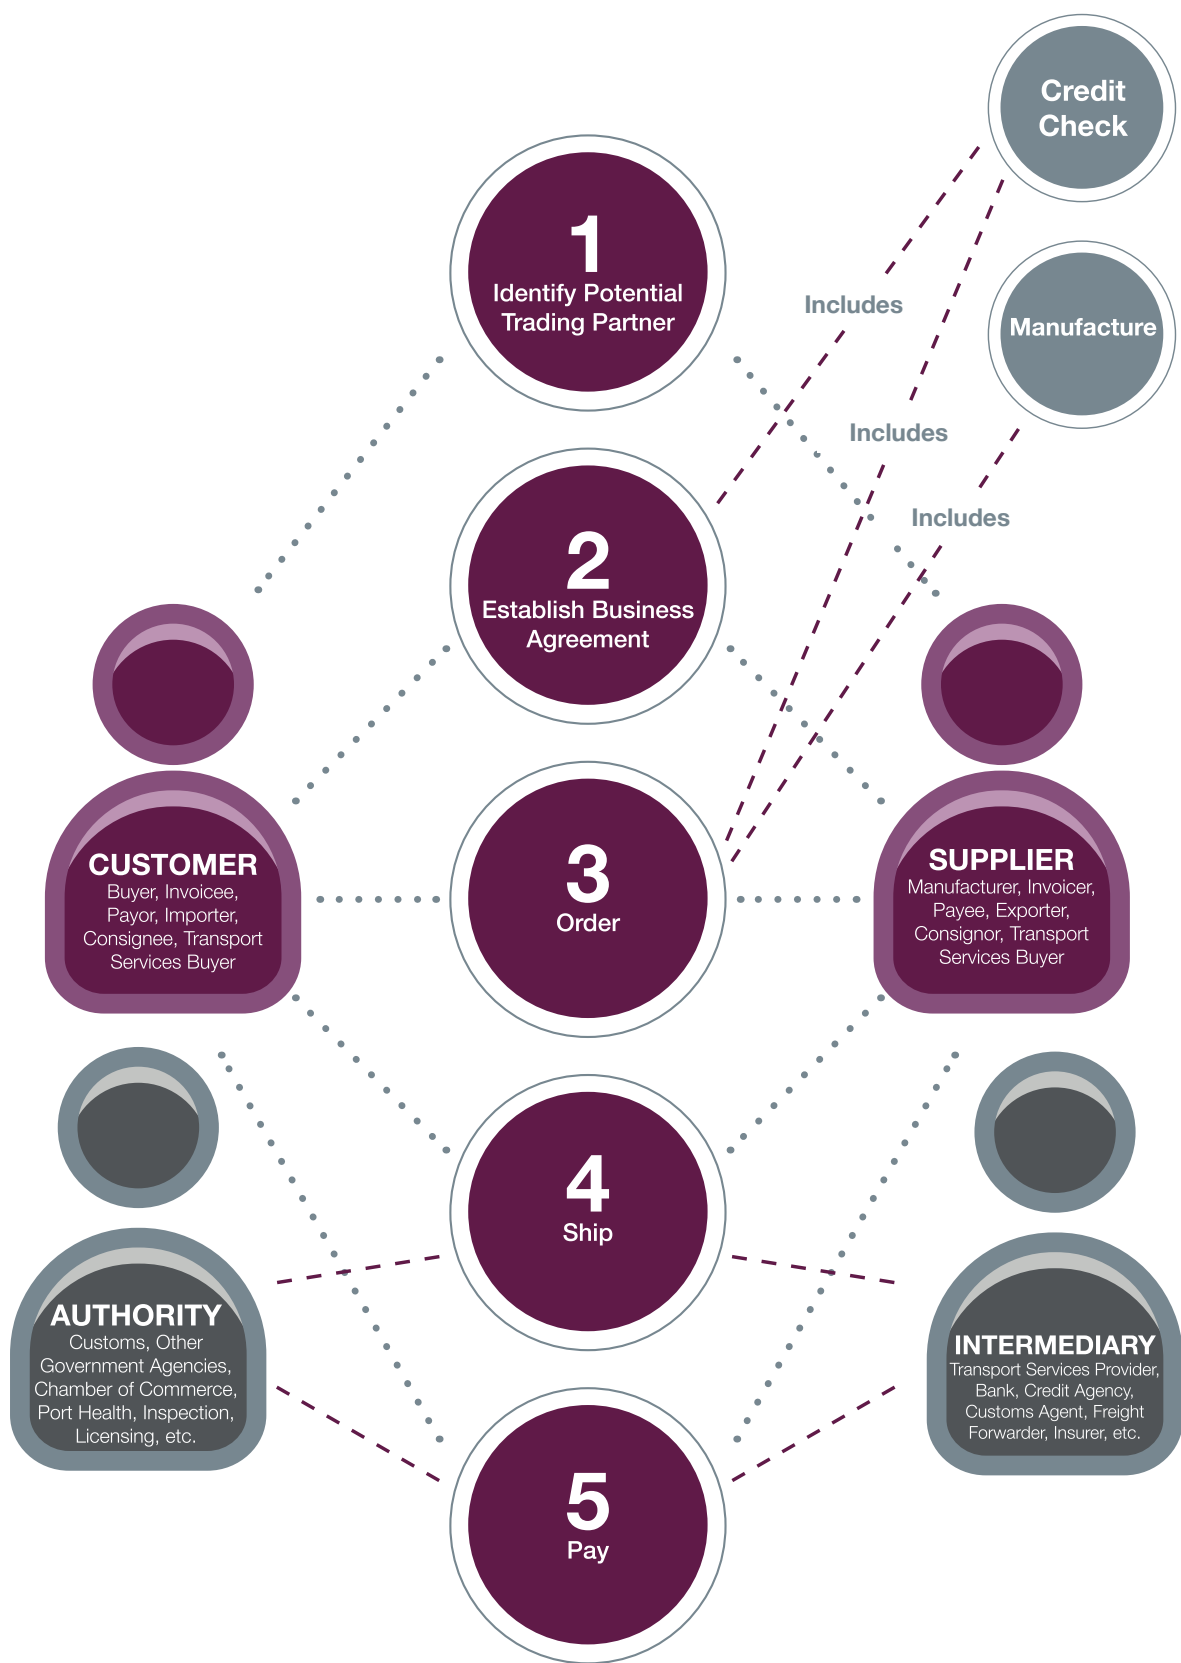 Credit
Check
1
Identify Potential
Trading Partner
Includes
Manufacture
Includes
Includes
2
Establish Business
Agreement
3
Order
CUSTOMER
Buyer, Invoicee,
Payor, Importer,
Consignee, Transport
Services Buyer
SUPPLIER
Manufacturer, Invoicer,
Payee, Exporter,
Consignor, Transport
Services Buyer
4
Ship
AUTHORITY
Customs, Other
Government Agencies,
Chamber of Commerce,
Port Health, Inspection,
Licensing, etc.
INTERMEDIARY
Transport Services Provider,
Bank, Credit Agency,
Customs Agent, Freight
Forwarder, Insurer, etc.
5
Pay